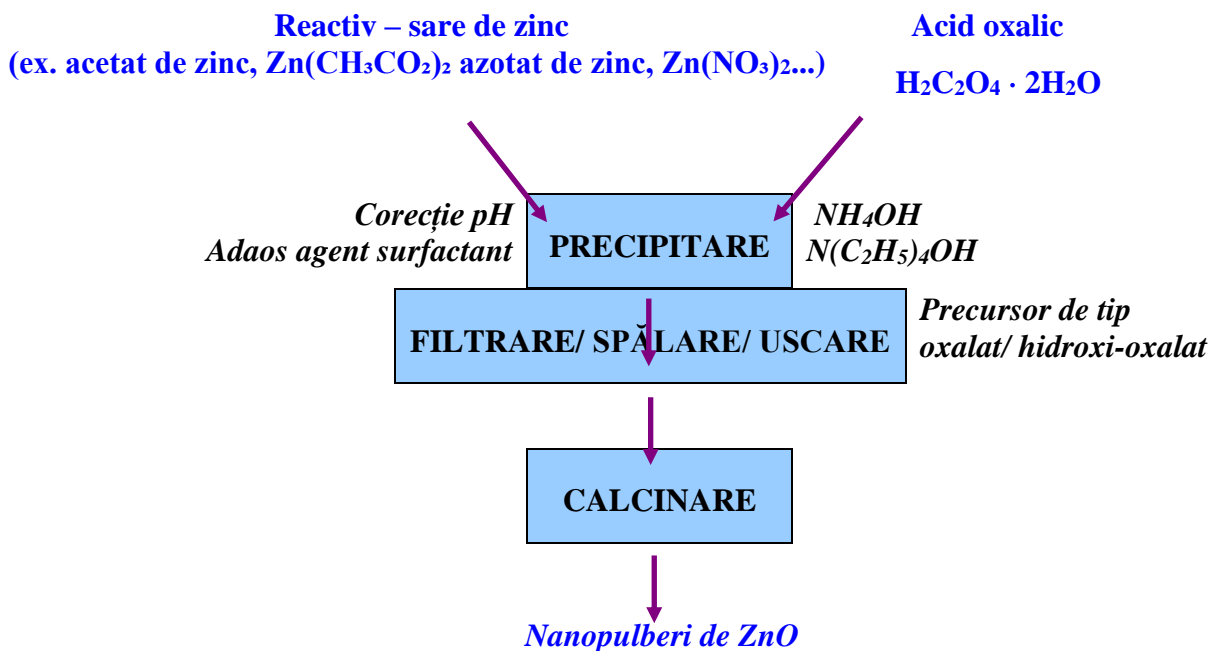 Reactiv – sare de zinc
(ex. acetat de zinc, Zn(CH₃CO₂)₂ azotat de zinc, Zn(NO₃)₂...)
Acid oxalic
H₂C₂O₄ · 2H₂O
Corecție pH
Adaos agent surfactant
PRECIPITARE
NH₄OH
N(C₂H₅)₄OH
FILTRARE/ SPĂLARE/ USCARE
Precursor de tip
oxalat/ hidroxi-oxalat
CALCINARE
Nanopulberi de ZnO